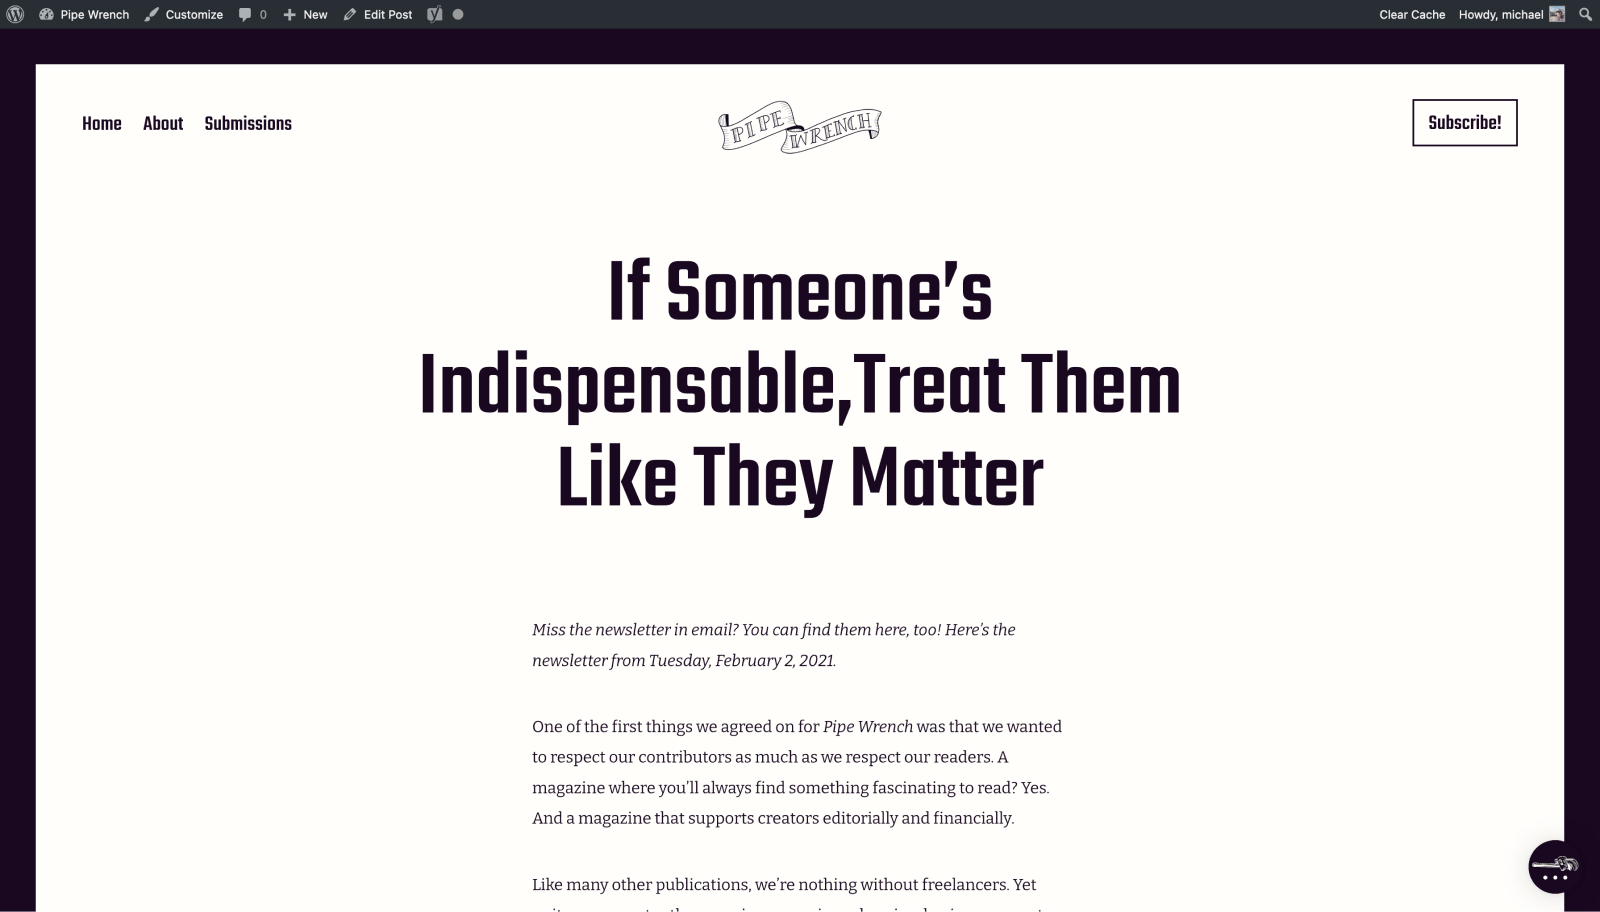 Pipe Wrench Customize 0 New Edit Post Clear Cache Howdy, michael
Home About Submissions
PIPE WRENCH
Subscribe!
If Someone’s
Indispensable,Treat Them
Like They Matter
Miss the newsletter in email? You can find them here, too! Here’s the
newsletter from Tuesday, February 2, 2021.
One of the first things we agreed on for Pipe Wrench was that we wanted
to respect our contributors as much as we respect our readers. A
magazine where you’ll always find something fascinating to read? Yes.
And a magazine that supports creators editorially and financially.
Like many other publications, we’re nothing without freelancers. Yet